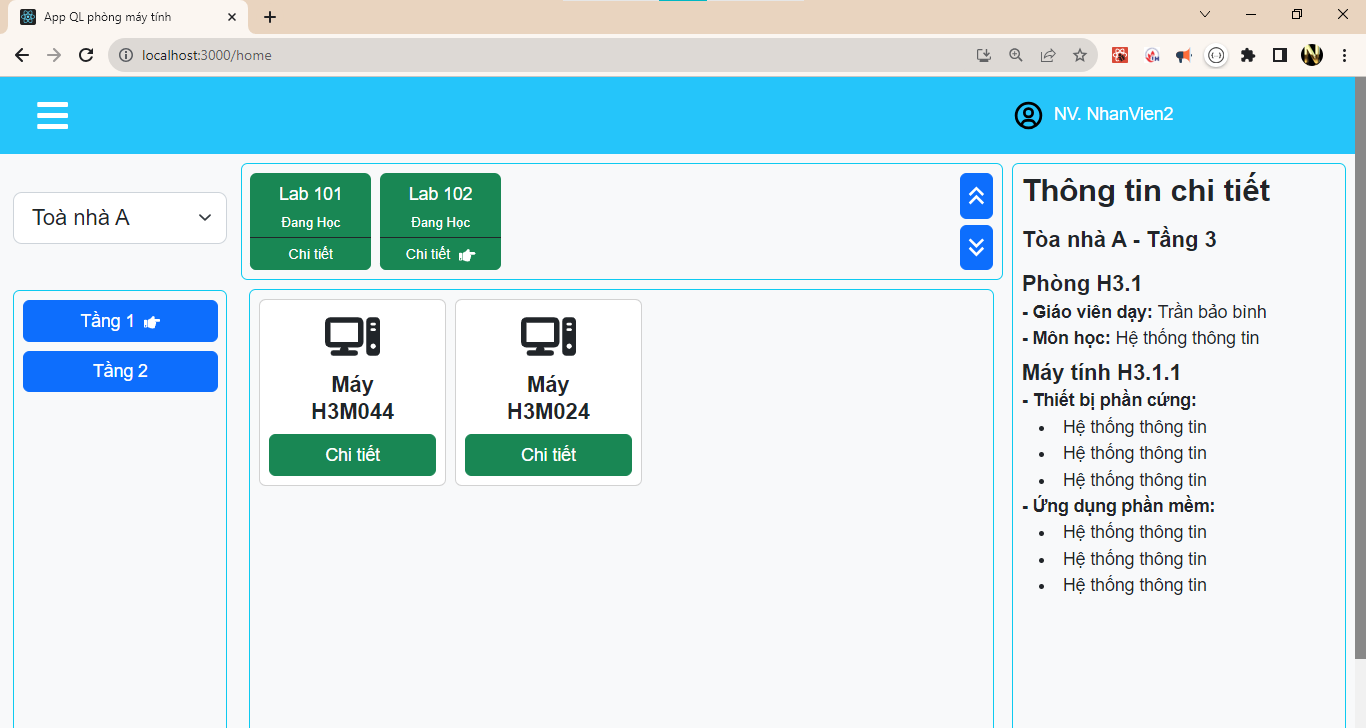 App QL phòng máy tính
localhost:3000/home
NV. NhanVien2
Toà nhà A
Tầng 1
Tầng 2
Lab 101
Đang Học
Chi tiết
Lab 102
Đang Học
Chi tiết
Máy
H3M044
Chi tiết
Máy
H3M024
Chi tiết
Thông tin chi tiết
Tòa nhà A - Tầng 3
Phòng H3.1
- Giáo viên dạy: Trần bảo bình
- Môn học: Hệ thống thông tin
Máy tính H3.1.1
- Thiết bị phần cứng:
• Hệ thống thông tin
• Hệ thống thông tin
• Hệ thống thông tin
- Ứng dụng phần mềm:
• Hệ thống thông tin
• Hệ thống thông tin
• Hệ thống thông tin